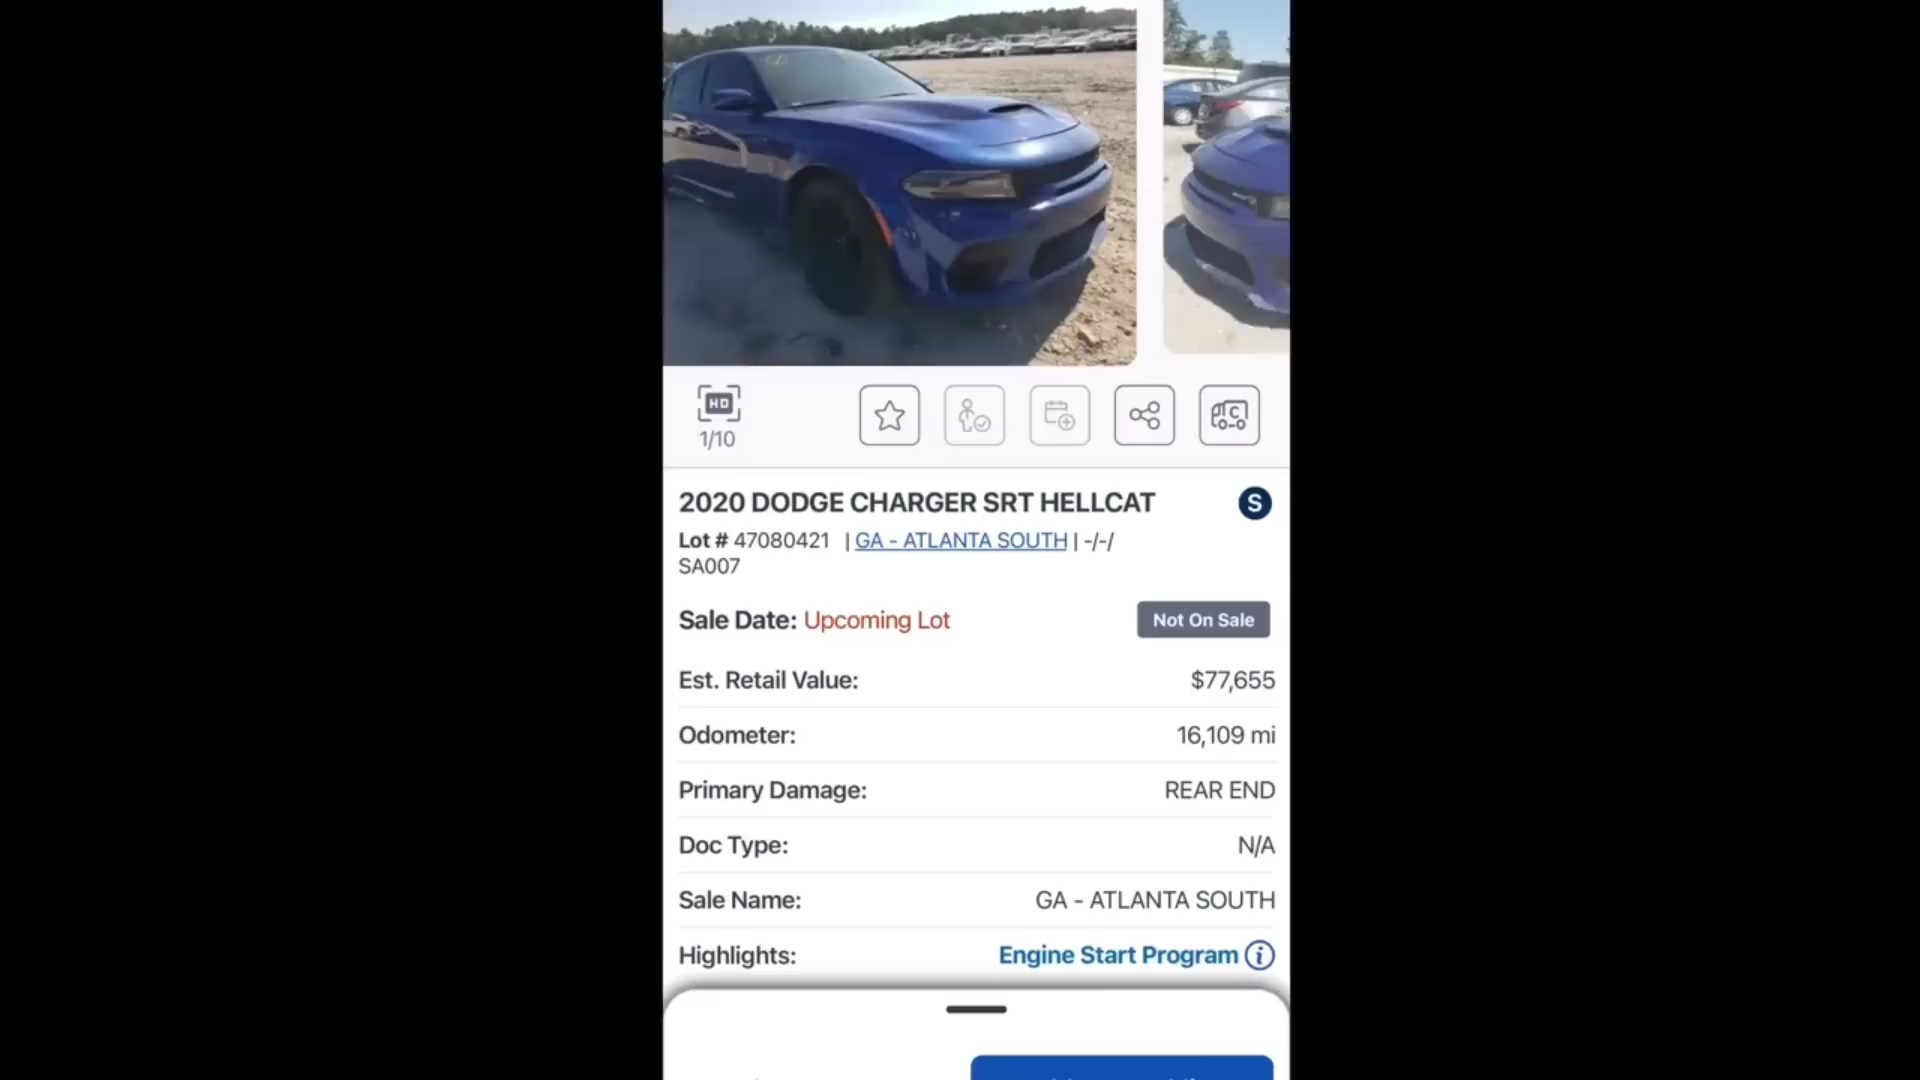 HD
1/10
C
2020 DODGE CHARGER SRT HELLCAT
S
Lot # 47080421 | GA - ATLANTA SOUTH | -/-/
SA007
Sale Date: Upcoming Lot
Not On Sale
Est. Retail Value: $77,655
Odometer: 16,109 mi
Primary Damage: REAR END
Doc Type: N/A
Sale Name: GA - ATLANTA SOUTH
Highlights: Engine Start Program i